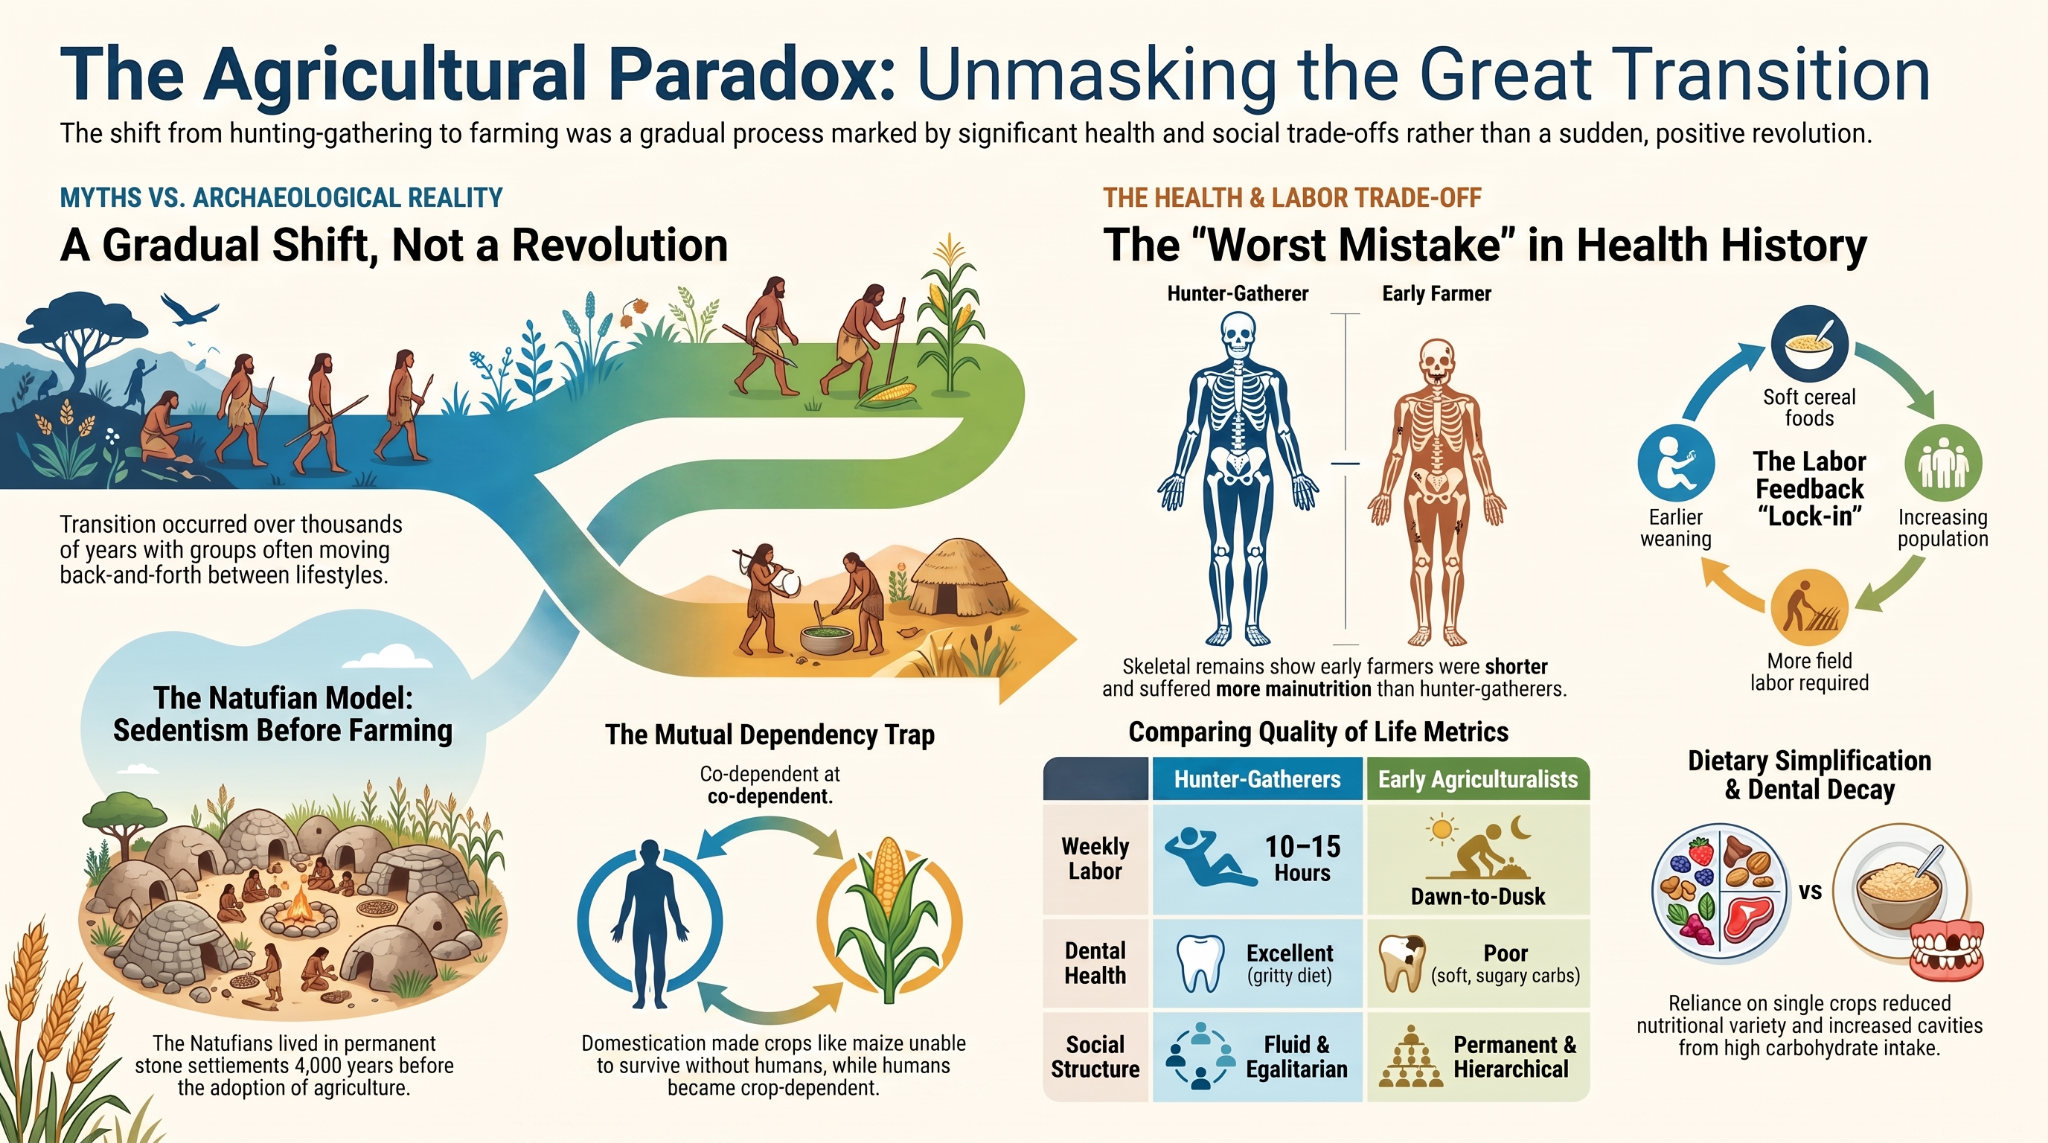 The Agricultural Paradox: Unmasking the Great Transition
The shift from hunting-gathering to farming was a gradual process marked by significant health and social trade-offs rather than a sudden, positive revolution.
MYTHS VS. ARCHAEOLOGICAL REALITY
A Gradual Shift, Not a Revolution
Transition occurred over thousands
of years with groups often moving
back-and-forth between lifestyles.
The Natufian Model:
Sedentism Before Farming
The Natufians lived in permanent
stone settlements 4,000 years before
the adoption of agriculture.
The Mutual Dependency Trap
Co-dependent at
co-dependent.
Domestication made crops like maize unable
to survive without humans, while humans
became crop-dependent.
THE HEALTH & LABOR TRADE-OFF
The “Worst Mistake” in Health History
Hunter-Gatherer
Early Farmer
Skeletal remains show early farmers were shorter
and suffered more mainutrition than hunter-gatherers.
Soft cereal
foods
The Labor
Feedback
“Lock-in”
Earlier
weaning
Increasing
population
More field
labor required
Comparing Quality of Life Metrics
Hunter-Gatherers
Early Agriculturalists
Weekly
Labor
10–15
Hours
Dawn-to-Dusk
Dental
Health
Excellent
(gritty diet)
Poor
(soft, sugary carbs)
Social
Structure
Fluid &
Egalitarian
Permanent &
Hierarchical
Dietary Simplification
& Dental Decay
vs
Reliance on single crops reduced
nutritional variety and increased cavities
from high carbohydrate intake.